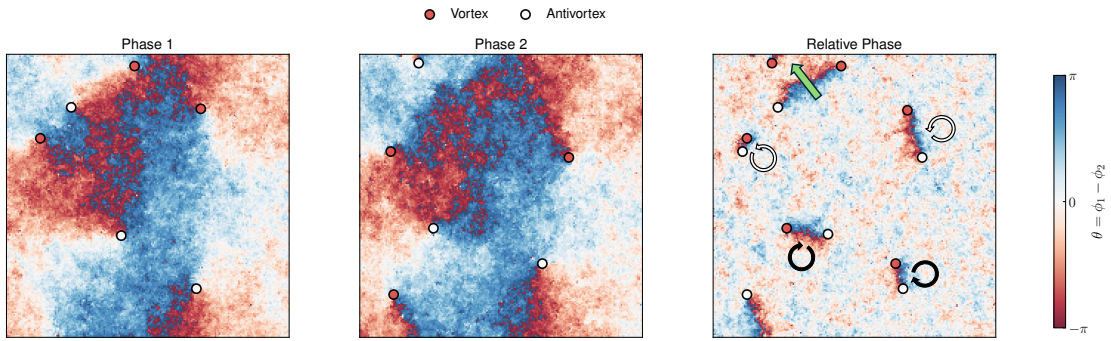 Vortex Antivortex
Phase 1 Phase 2 Relative Phase
π
0
−π
θ = ϕ₁ − ϕ₂